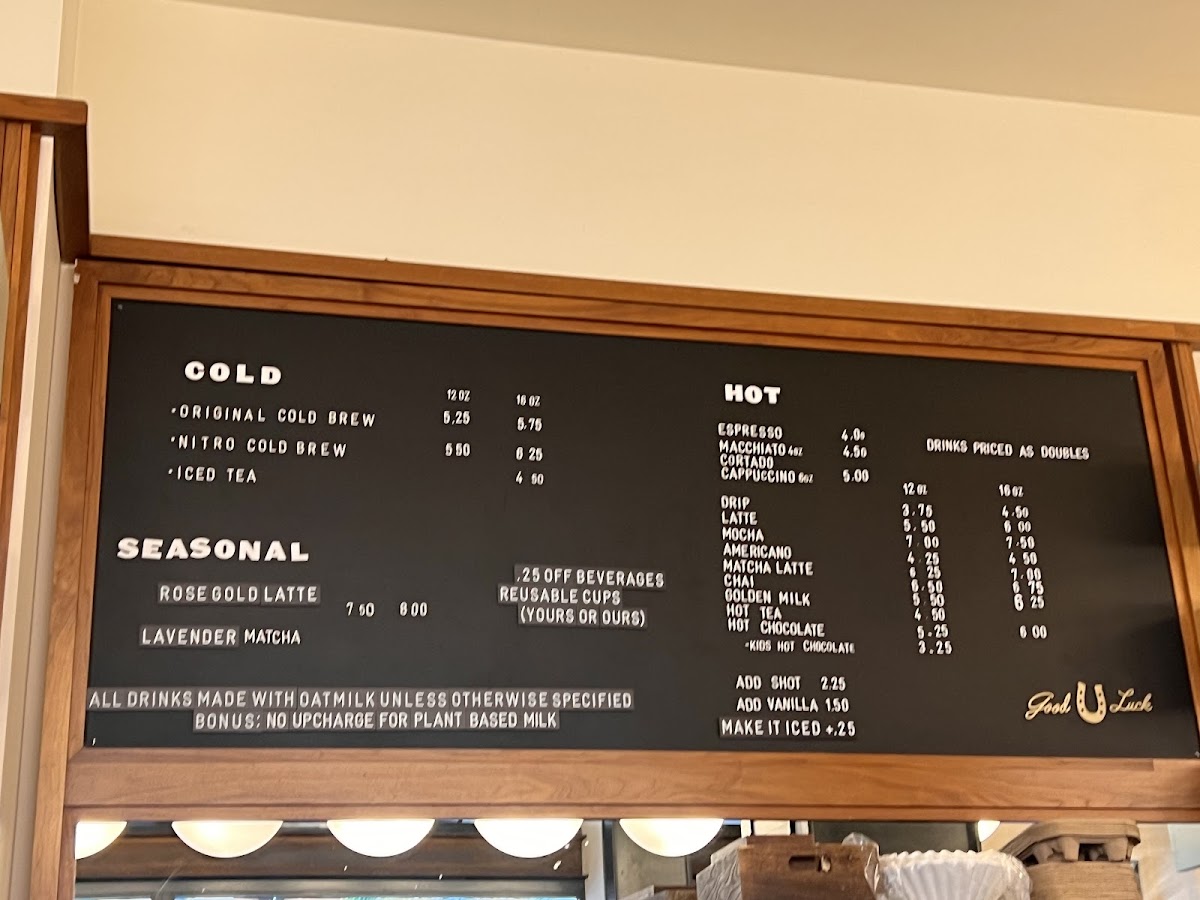 COLD
12 OZ 16 OZ
•ORIGINAL COLD BREW 5.25 5.75
•NITRO COLD BREW 5 50 6 25
•ICED TEA 4 50
SEASONAL
ROSE GOLD LATTE
7 50 8 00
LAVENDER MATCHA
.25 OFF BEVERAGES
REUSABLE CUPS
(YOURS OR OURS)
ALL DRINKS MADE WITH OATMILK UNLESS OTHERWISE SPECIFIED
BONUS: NO UPCHARGE FOR PLANT BASED MILK
HOT
ESPRESSO 4.00
MACCHIATO 4oz 4.50
CORTADO
CAPPUCCINO 6oz 5.00
DRINKS PRICED AS DOUBLES
12 OZ 16 OZ
DRIP 3.75 4.50
LATTE 5.50 6 00
MOCHA 7.00 7.50
AMERICANO 4 25 4 50
MATCHA LATTE 6.25 7.00
CHAI 6.50 6 75
GOLDEN MILK 5.50 6 25
HOT TEA 4.50
HOT CHOCOLATE 5.25 6 00
•KIDS HOT CHOCOLATE 3.25
ADD SHOT 2.25
ADD VANILLA 1.50
MAKE IT ICED +.25
Good Luck